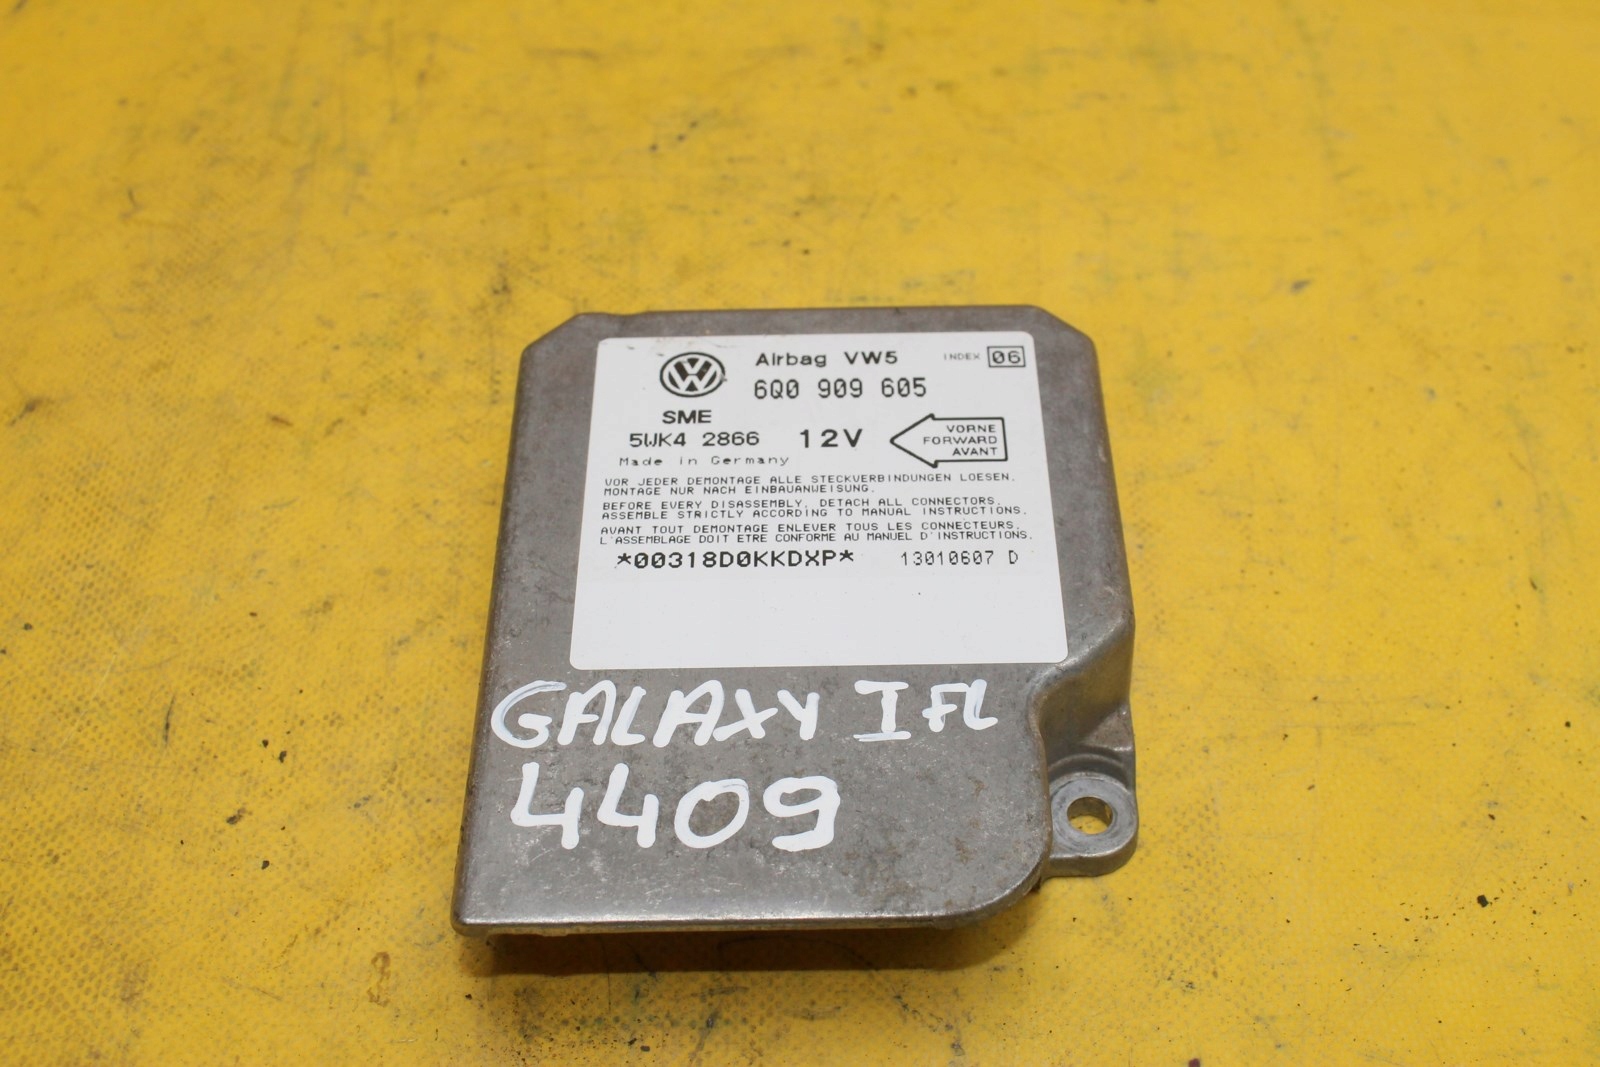 Airbag VW5 INDEX 06
6Q0 909 605
SME
5WK4 2866 12V
VORNE
FORWARD
AVANT
Made in Germany
VOR JEDER DEMONTAGE ALLE STECKVERBINDUNGEN LOESEN.
MONTAGE NUR NACH EINBAUANWEISUNG.
BEFORE EVERY DISASSEMBLY, DETACH ALL CONNECTORS.
ASSEMBLE STRICTLY ACCORDING TO MANUAL INSTRUCTIONS.
AVANT TOUT DEMONTAGE ENLEVER TOUS LES CONNECTEURS.
L'ASSEMBLAGE DOIT ETRE CONFORME AU MANUEL D'INSTRUCTIONS.
*00318D0KKDXP* 13010607 D
GALAXY I FL
4409